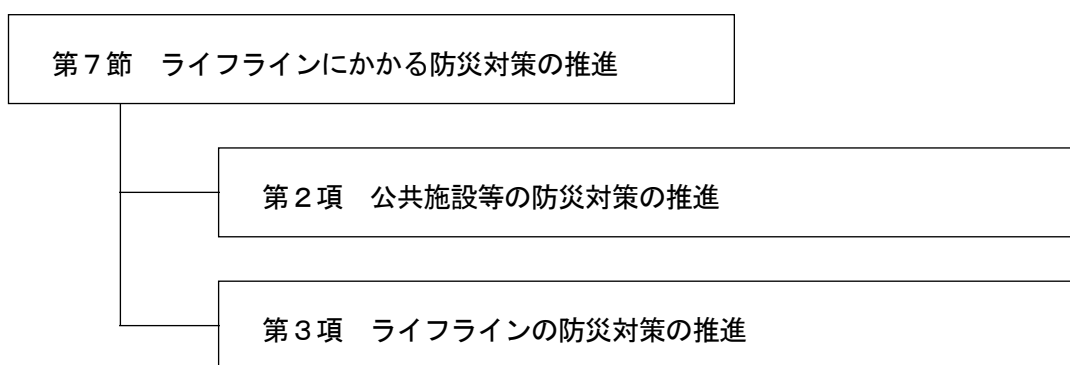 第７節　ライフラインにかかる防災対策の推進
第２項　公共施設等の防災対策の推進
第３項　ライフラインの防災対策の推進